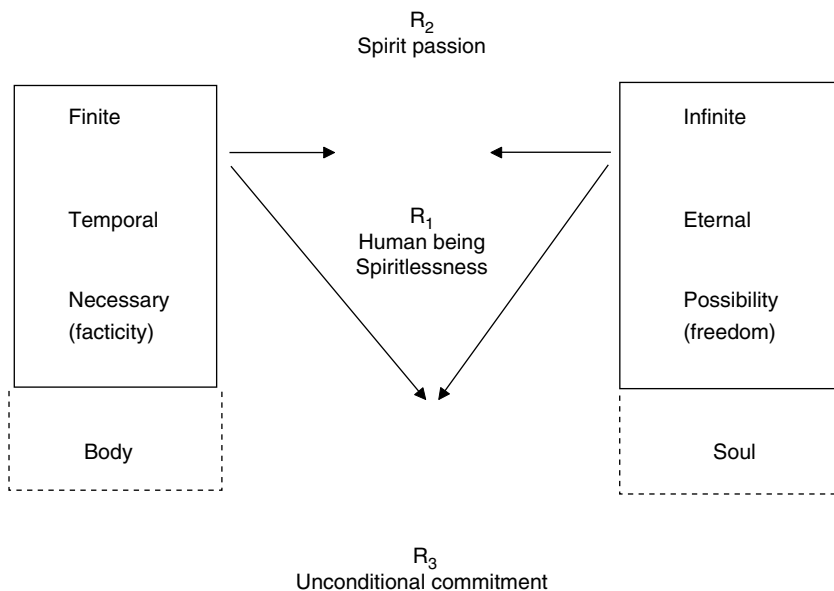 R₂
Spirit passion
Finite
Infinite
Temporal
R₁
Human being
Spiritlessness
Eternal
Necessary
(facticity)
Possibility
(freedom)
Body
Soul
R₃
Unconditional commitment